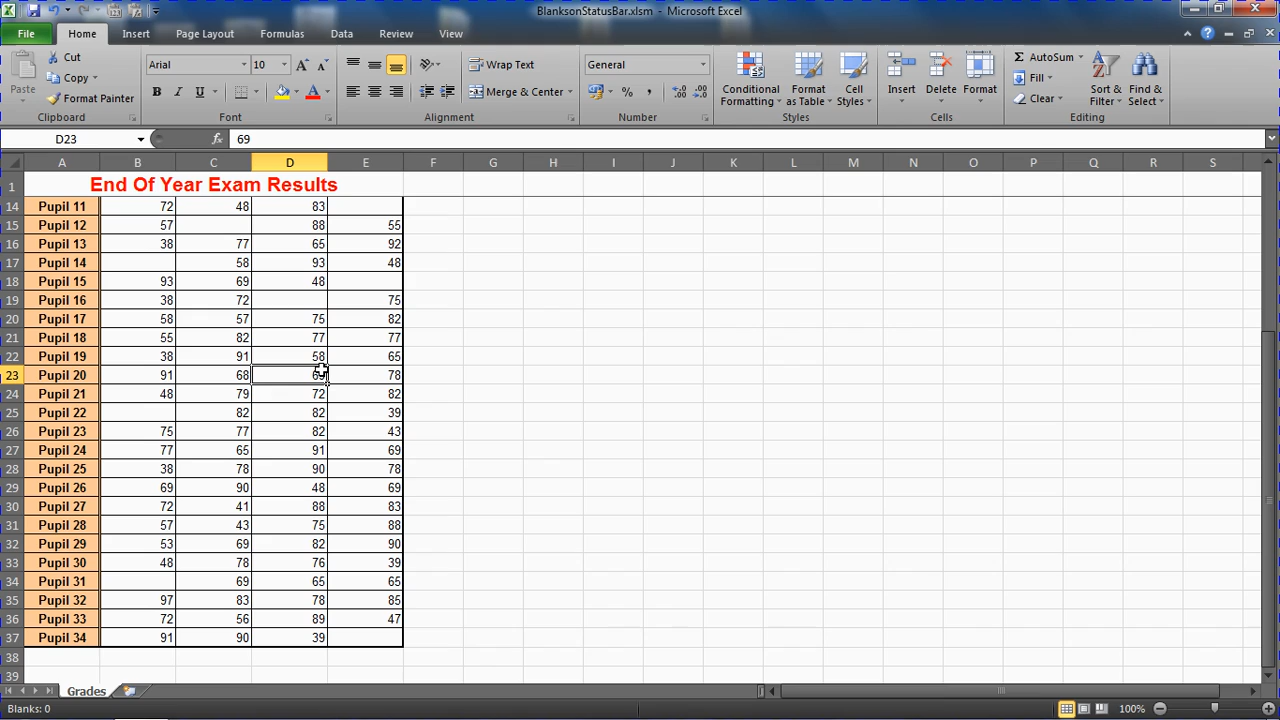 BlanksonStatusBar.xlsm - Microsoft Excel
File Home Insert Page Layout Formulas Data Review View
Cut
Copy
Format Painter
Paste
Clipboard
Arial 10
B I U
Font
Wrap Text
Merge & Center
Alignment
General
Number
Conditional Formatting
Format as Table
Cell Styles
Styles
Insert Delete Format
Cells
AutoSum
Fill
Clear
Sort & Filter
Find & Select
Editing
D23 fx 69
A B C D E F G H I J K L M N O P Q R S
1 End Of Year Exam Results
14 Pupil 11 72 48 83
15 Pupil 12 57 88 55
16 Pupil 13 38 77 65 92
17 Pupil 14 58 93 48
18 Pupil 15 93 69 48
19 Pupil 16 38 72 75
20 Pupil 17 58 57 75 82
21 Pupil 18 55 82 77 77
22 Pupil 19 38 91 58 65
23 Pupil 20 91 68 69 78
24 Pupil 21 48 79 72 82
25 Pupil 22 82 82 39
26 Pupil 23 75 77 82 43
27 Pupil 24 77 65 91 69
28 Pupil 25 38 78 90 78
29 Pupil 26 69 90 48 69
30 Pupil 27 72 41 88 83
31 Pupil 28 57 43 75 88
32 Pupil 29 53 69 82 90
33 Pupil 30 48 78 76 39
34 Pupil 31 69 65 65
35 Pupil 32 97 83 78 85
36 Pupil 33 72 56 89 47
37 Pupil 34 91 90 39
38
39
Grades
Blanks: 0 100%